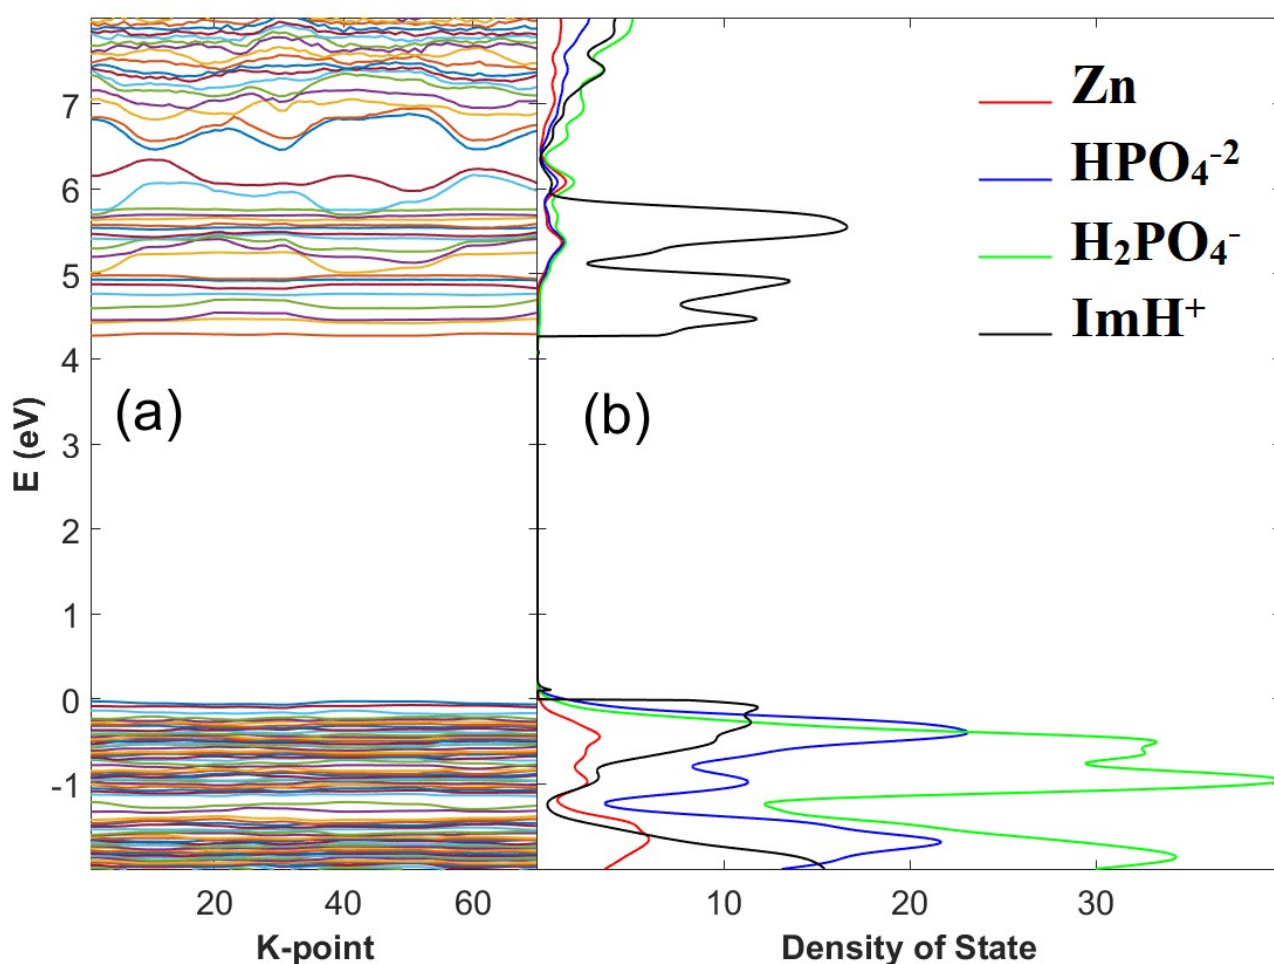 7
6
5
4
3
2
1
0
-1
E (eV)
(a)
(b)
Zn
HPO₄⁻²
H₂PO₄⁻
ImH⁺
20
40
60
10
20
30
K-point
Density of State